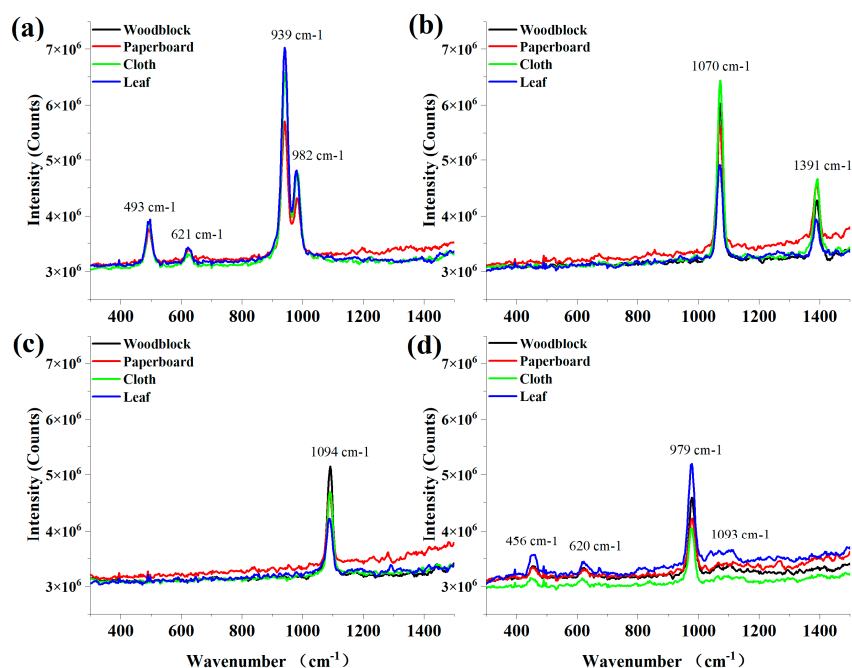 (a)
Woodblock
Paperboard
Cloth
Leaf
939 cm-1
982 cm-1
493 cm-1
621 cm-1
7×10⁶
6×10⁶
5×10⁶
4×10⁶
3×10⁶
Intensity (Counts)
400 600 800 1000 1200 1400
(b)
Woodblock
Paperboard
Cloth
Leaf
1070 cm-1
1391 cm-1
7×10⁶
6×10⁶
5×10⁶
4×10⁶
3×10⁶
Intensity (Counts)
400 600 800 1000 1200 1400
(c)
Woodblock
Paperboard
Cloth
Leaf
1094 cm-1
7×10⁶
6×10⁶
5×10⁶
4×10⁶
3×10⁶
Intensity (Counts)
400 600 800 1000 1200 1400
Wavenumber （cm⁻¹）
(d)
Woodblock
Paperboard
Cloth
Leaf
979 cm-1
456 cm-1
620 cm-1
1093 cm-1
7×10⁶
6×10⁶
5×10⁶
4×10⁶
3×10⁶
Intensity (Counts)
400 600 800 1000 1200 1400
Wavenumber （cm⁻¹）